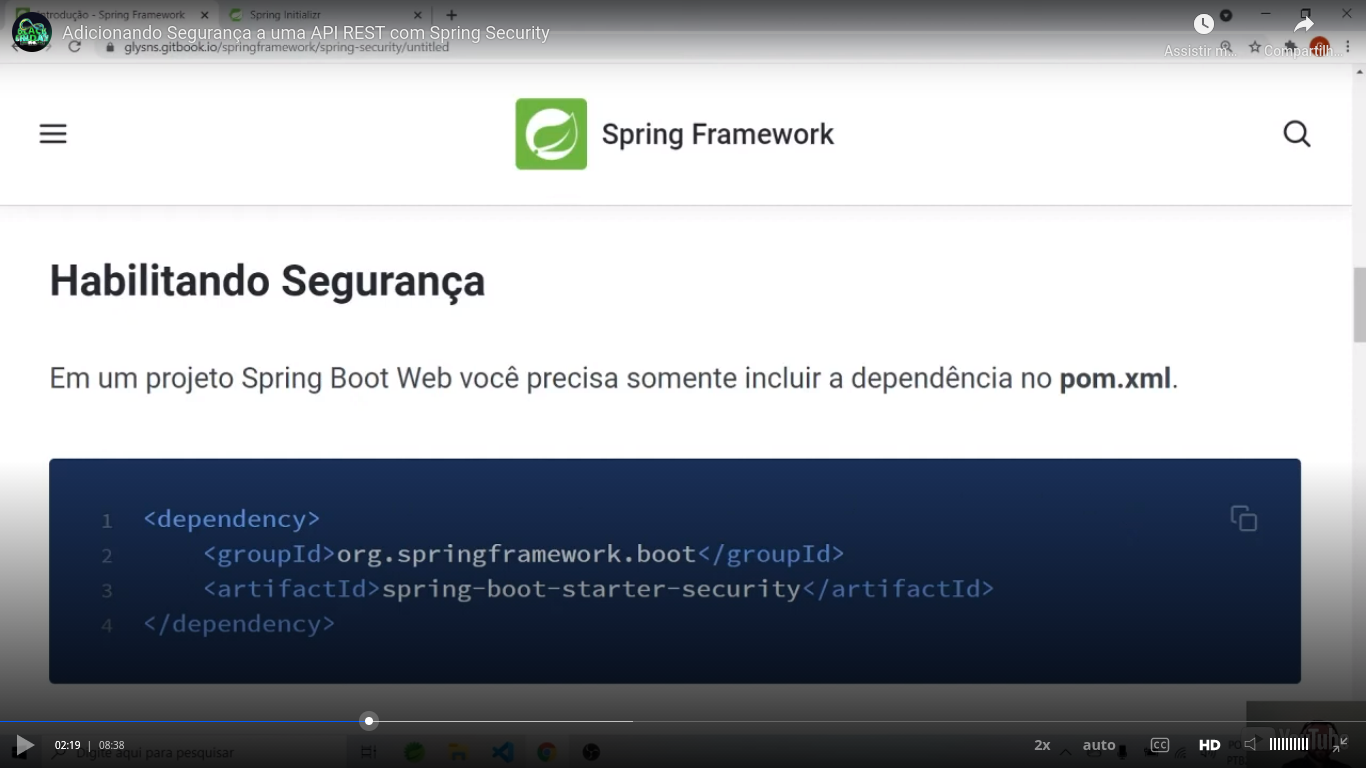 Introdução - Spring Framework
Spring Initializr
Adicionando Segurança a uma API REST com Spring Security
glysns.gitbook.io/springframework/spring-security/untitled
Assistir m...
Compartilh...
Spring Framework
Habilitando Segurança
Em um projeto Spring Boot Web você precisa somente incluir a dependência no pom.xml.
1 <dependency>
2 <groupId>org.springframework.boot</groupId>
3 <artifactId>spring-boot-starter-security</artifactId>
4 </dependency>
02:19 | 08:38
2x
auto
CC
HD
YouTube
Digite aqui para pesquisar